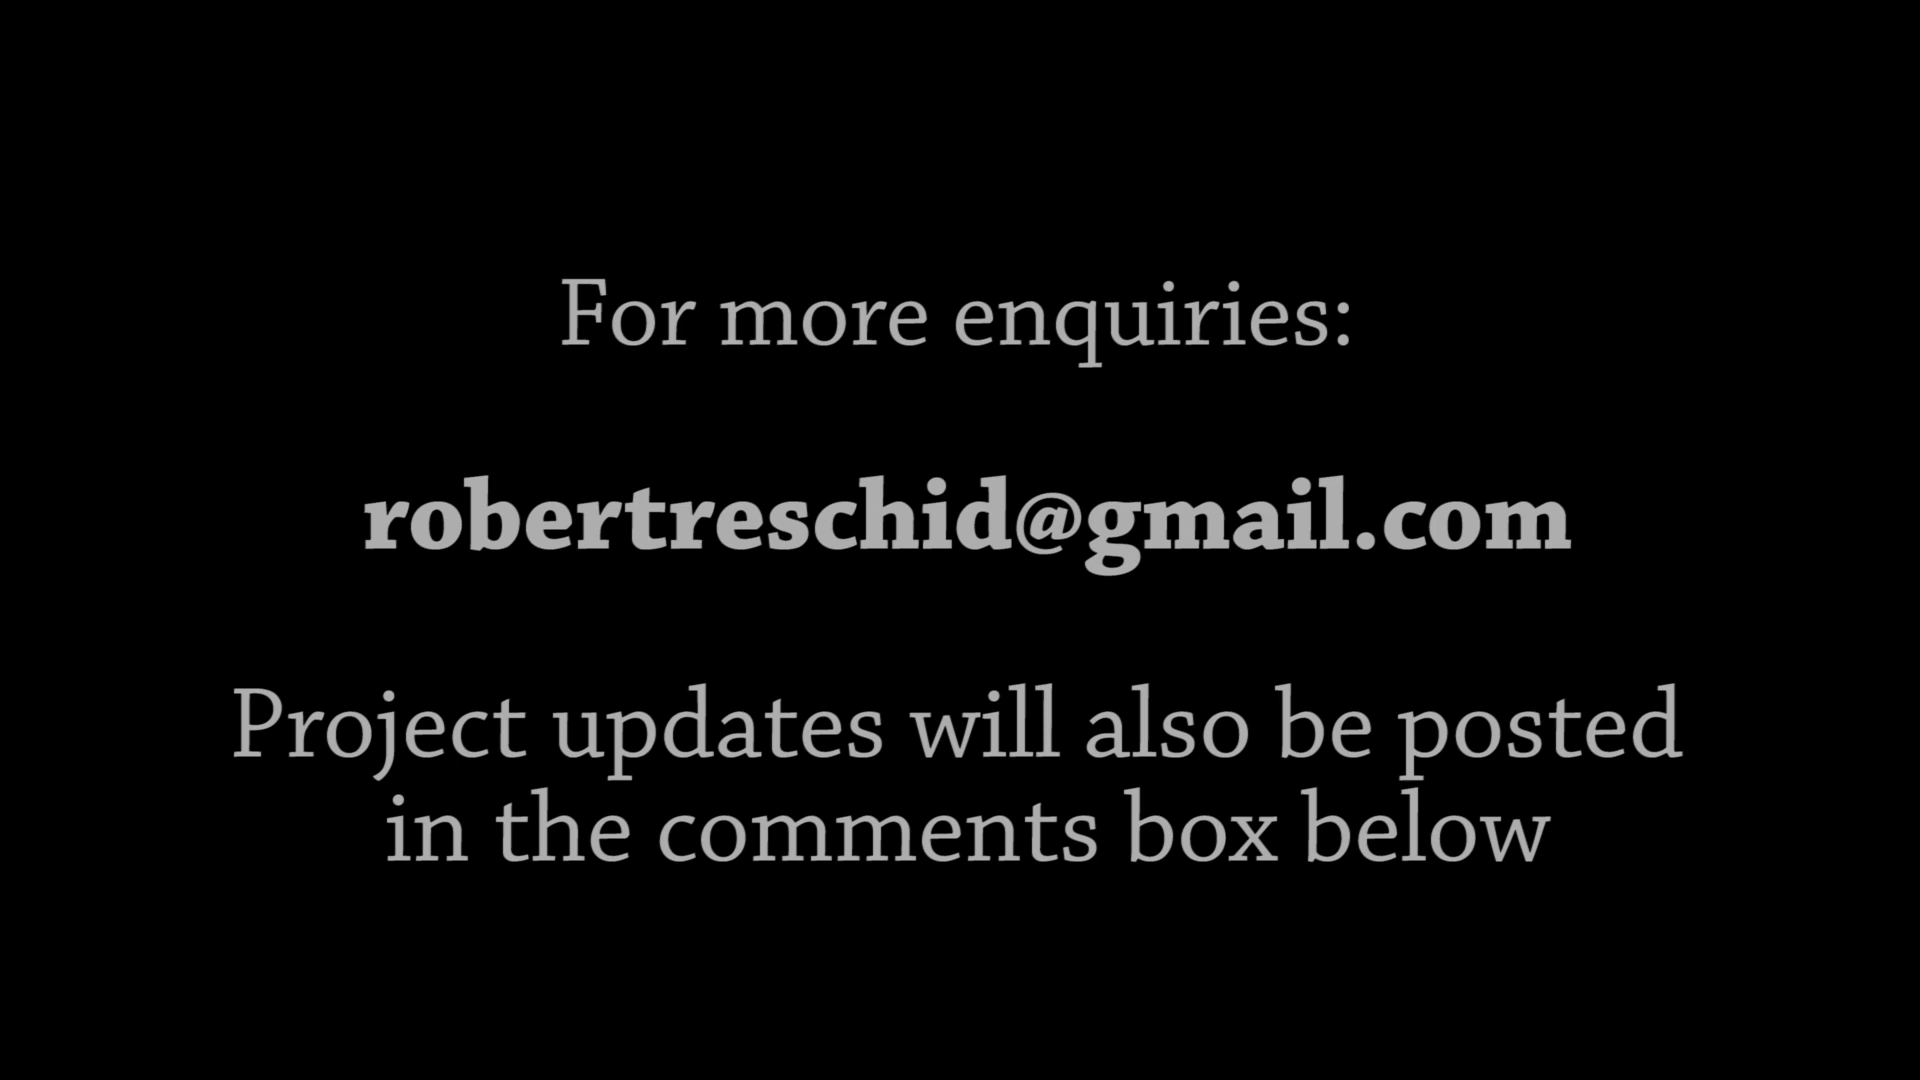 For more enquiries:
robertreschid@gmail.com
Project updates will also be posted
in the comments box below